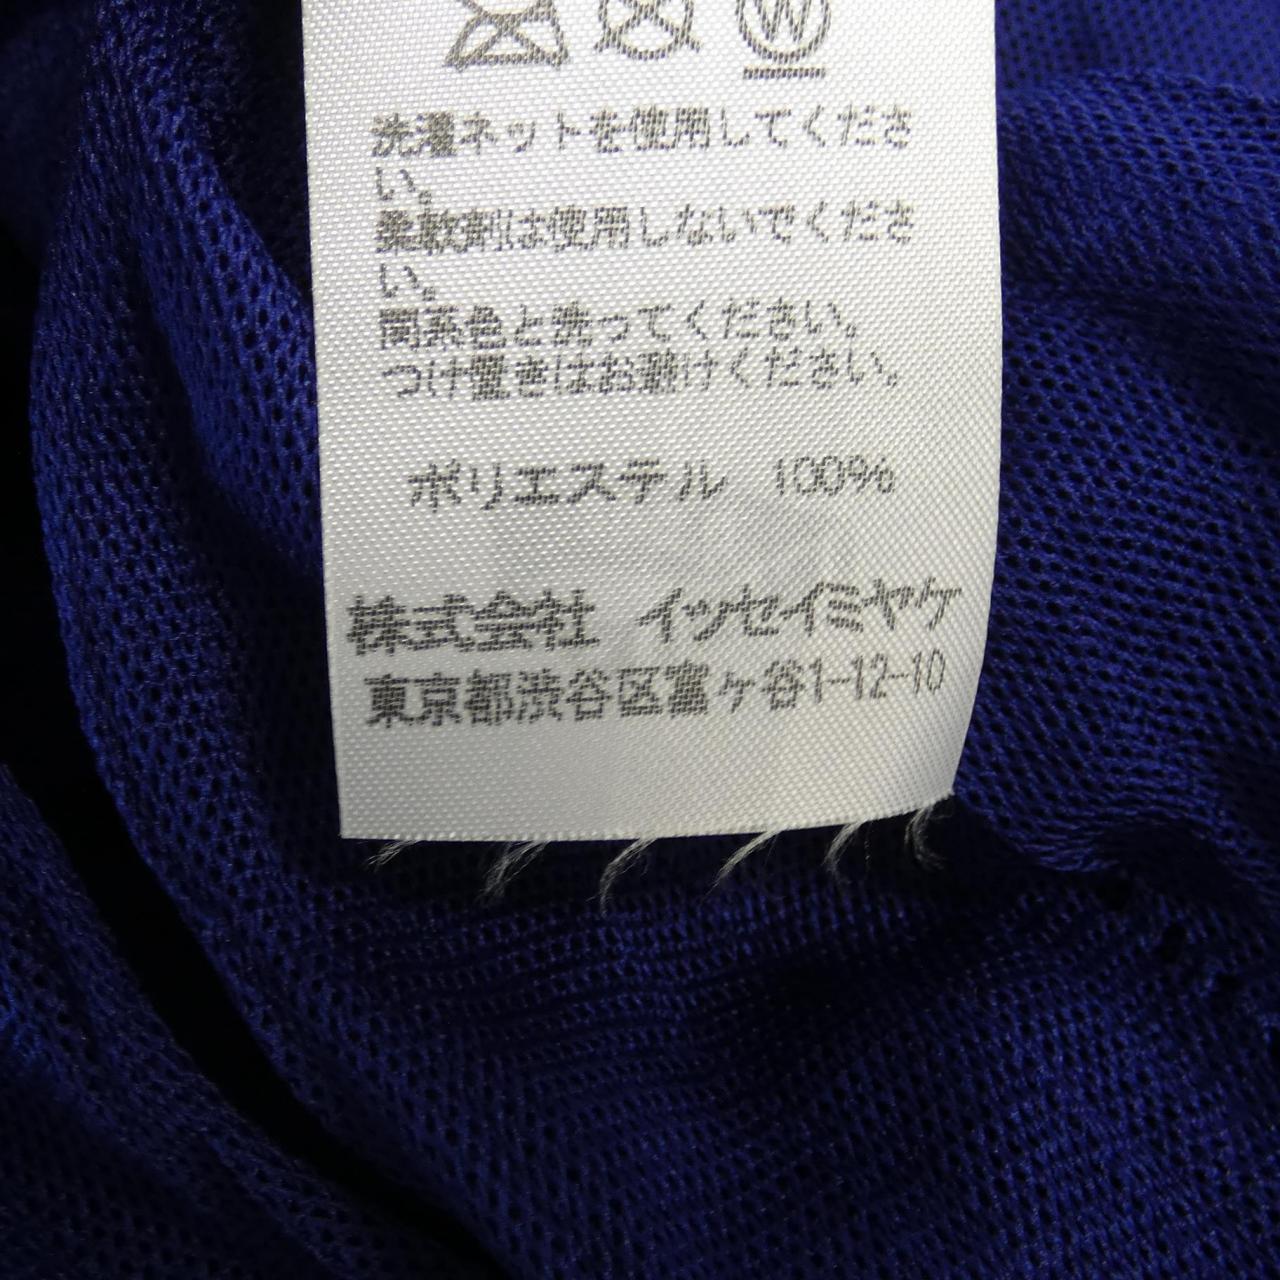 W
洗濯ネットを使用してくださ
い。
柔軟剤は使用しないでくださ
い。
同系色と洗ってください。
つけ置きはお避けください。
ポリエステル 100%
株式会社 イッセイミヤケ
東京都渋谷区富ヶ谷1-12-10